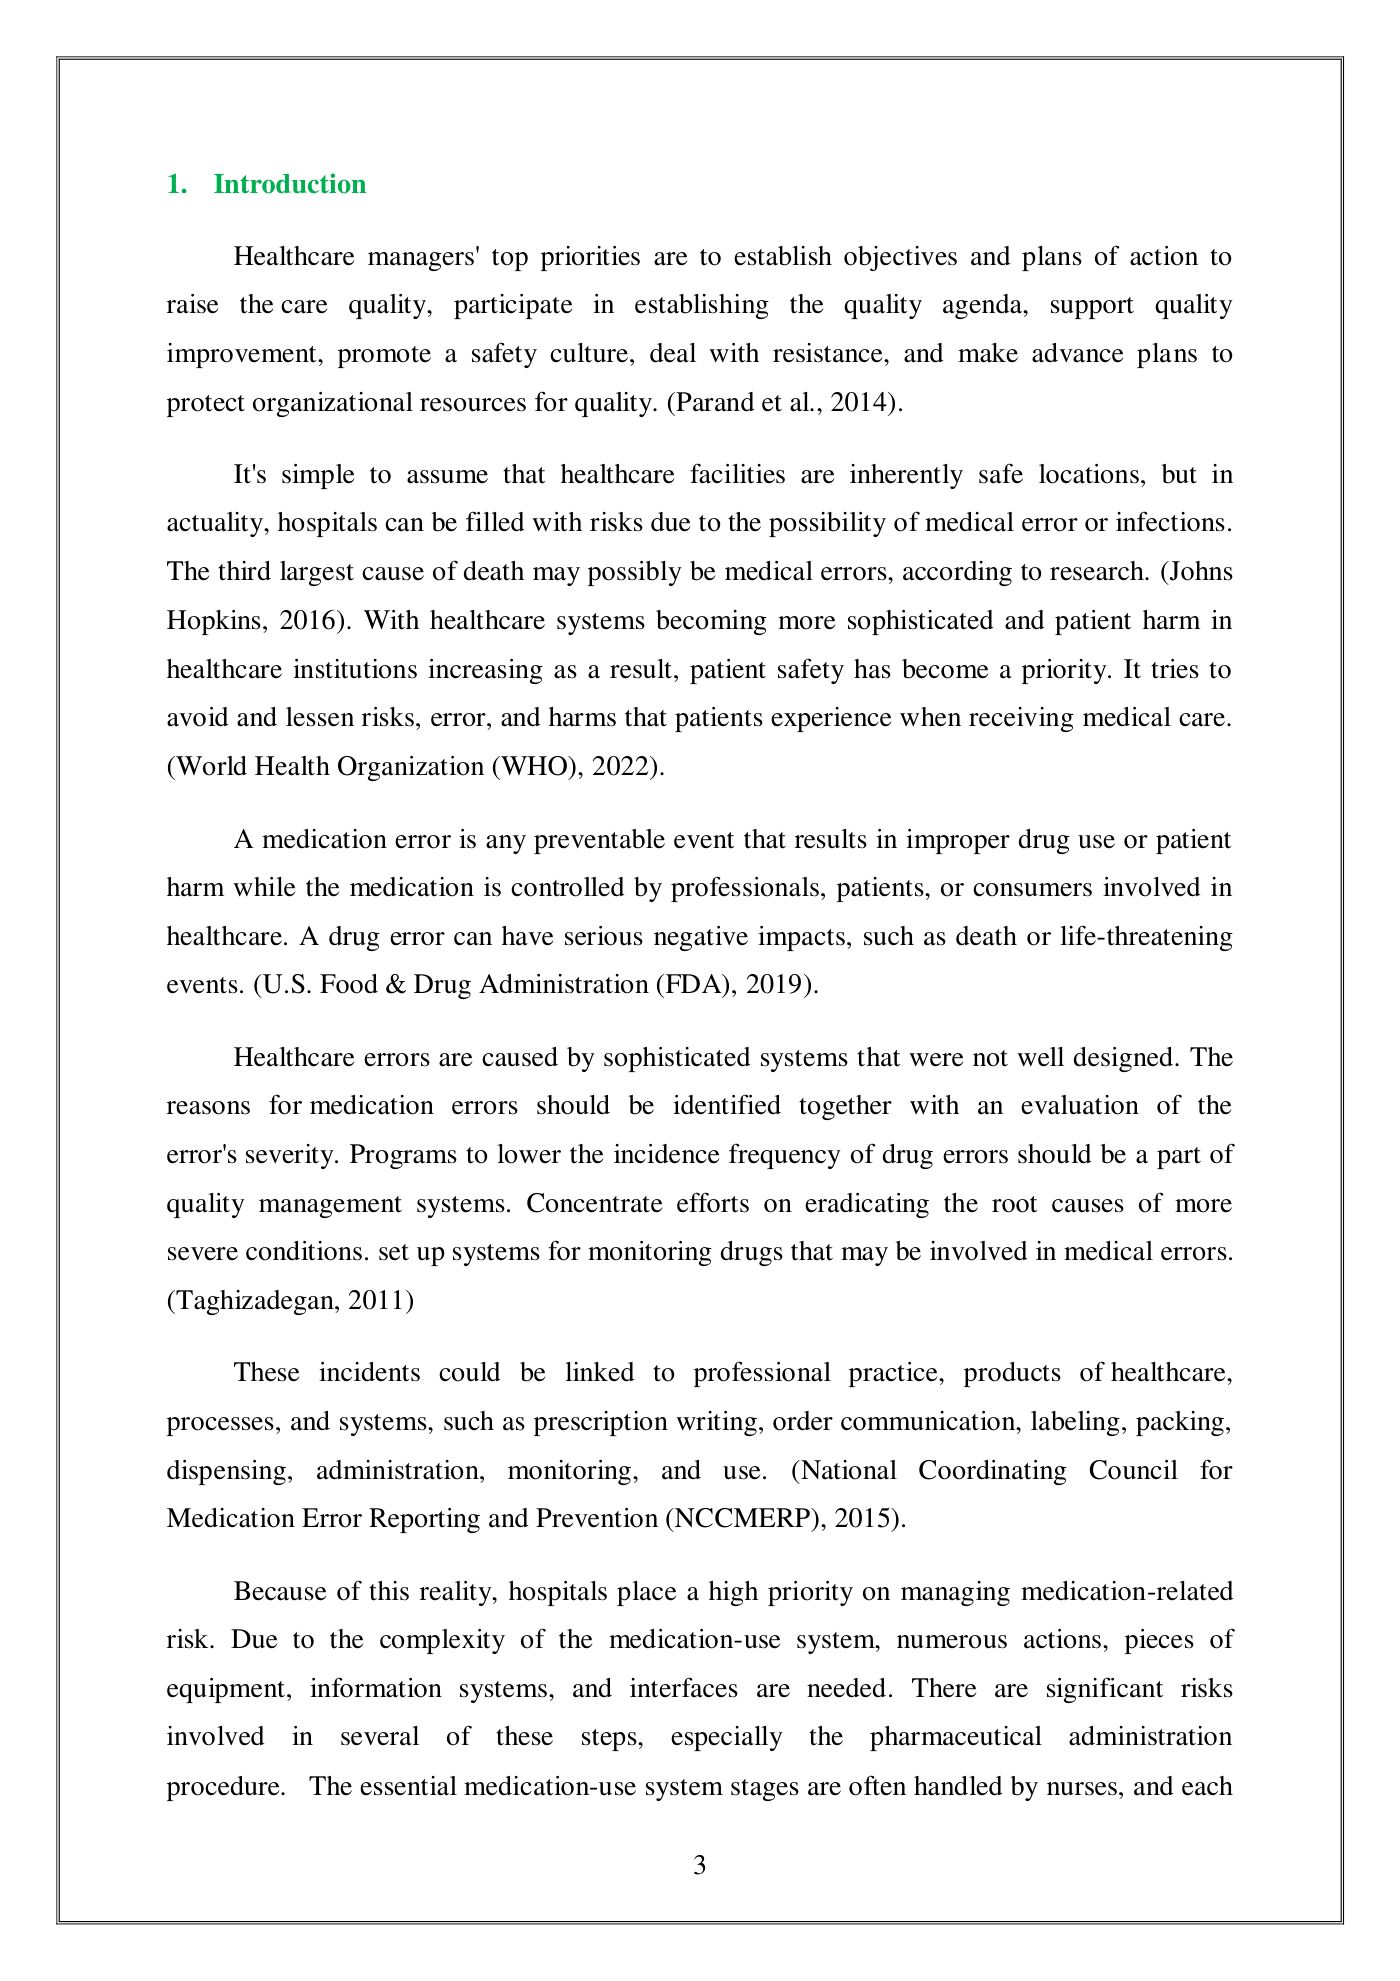 1. Introduction
Healthcare managers' top priorities are to establish objectives and plans of action to
raise the care quality, participate in establishing the quality agenda, support quality
improvement, promote a safety culture, deal with resistance, and make advance plans to
protect organizational resources for quality. (Parand et al., 2014).
It's simple to assume that healthcare facilities are inherently safe locations, but in
actuality, hospitals can be filled with risks due to the possibility of medical error or infections.
The third largest cause of death may possibly be medical errors, according to research. (Johns
Hopkins, 2016). With healthcare systems becoming more sophisticated and patient harm in
healthcare institutions increasing as a result, patient safety has become a priority. It tries to
avoid and lessen risks, error, and harms that patients experience when receiving medical care.
(World Health Organization (WHO), 2022).
A medication error is any preventable event that results in improper drug use or patient
harm while the medication is controlled by professionals, patients, or consumers involved in
healthcare. A drug error can have serious negative impacts, such as death or life-threatening
events. (U.S. Food & Drug Administration (FDA), 2019).
Healthcare errors are caused by sophisticated systems that were not well designed. The
reasons for medication errors should be identified together with an evaluation of the
error's severity. Programs to lower the incidence frequency of drug errors should be a part of
quality management systems. Concentrate efforts on eradicating the root causes of more
severe conditions. set up systems for monitoring drugs that may be involved in medical errors.
(Taghizadegan, 2011)
These incidents could be linked to professional practice, products of healthcare,
processes, and systems, such as prescription writing, order communication, labeling, packing,
dispensing, administration, monitoring, and use. (National Coordinating Council for
Medication Error Reporting and Prevention (NCCMERP), 2015).
Because of this reality, hospitals place a high priority on managing medication-related
risk. Due to the complexity of the medication-use system, numerous actions, pieces of
equipment, information systems, and interfaces are needed. There are significant risks
involved in several of these steps, especially the pharmaceutical administration
procedure. The essential medication-use system stages are often handled by nurses, and each
3